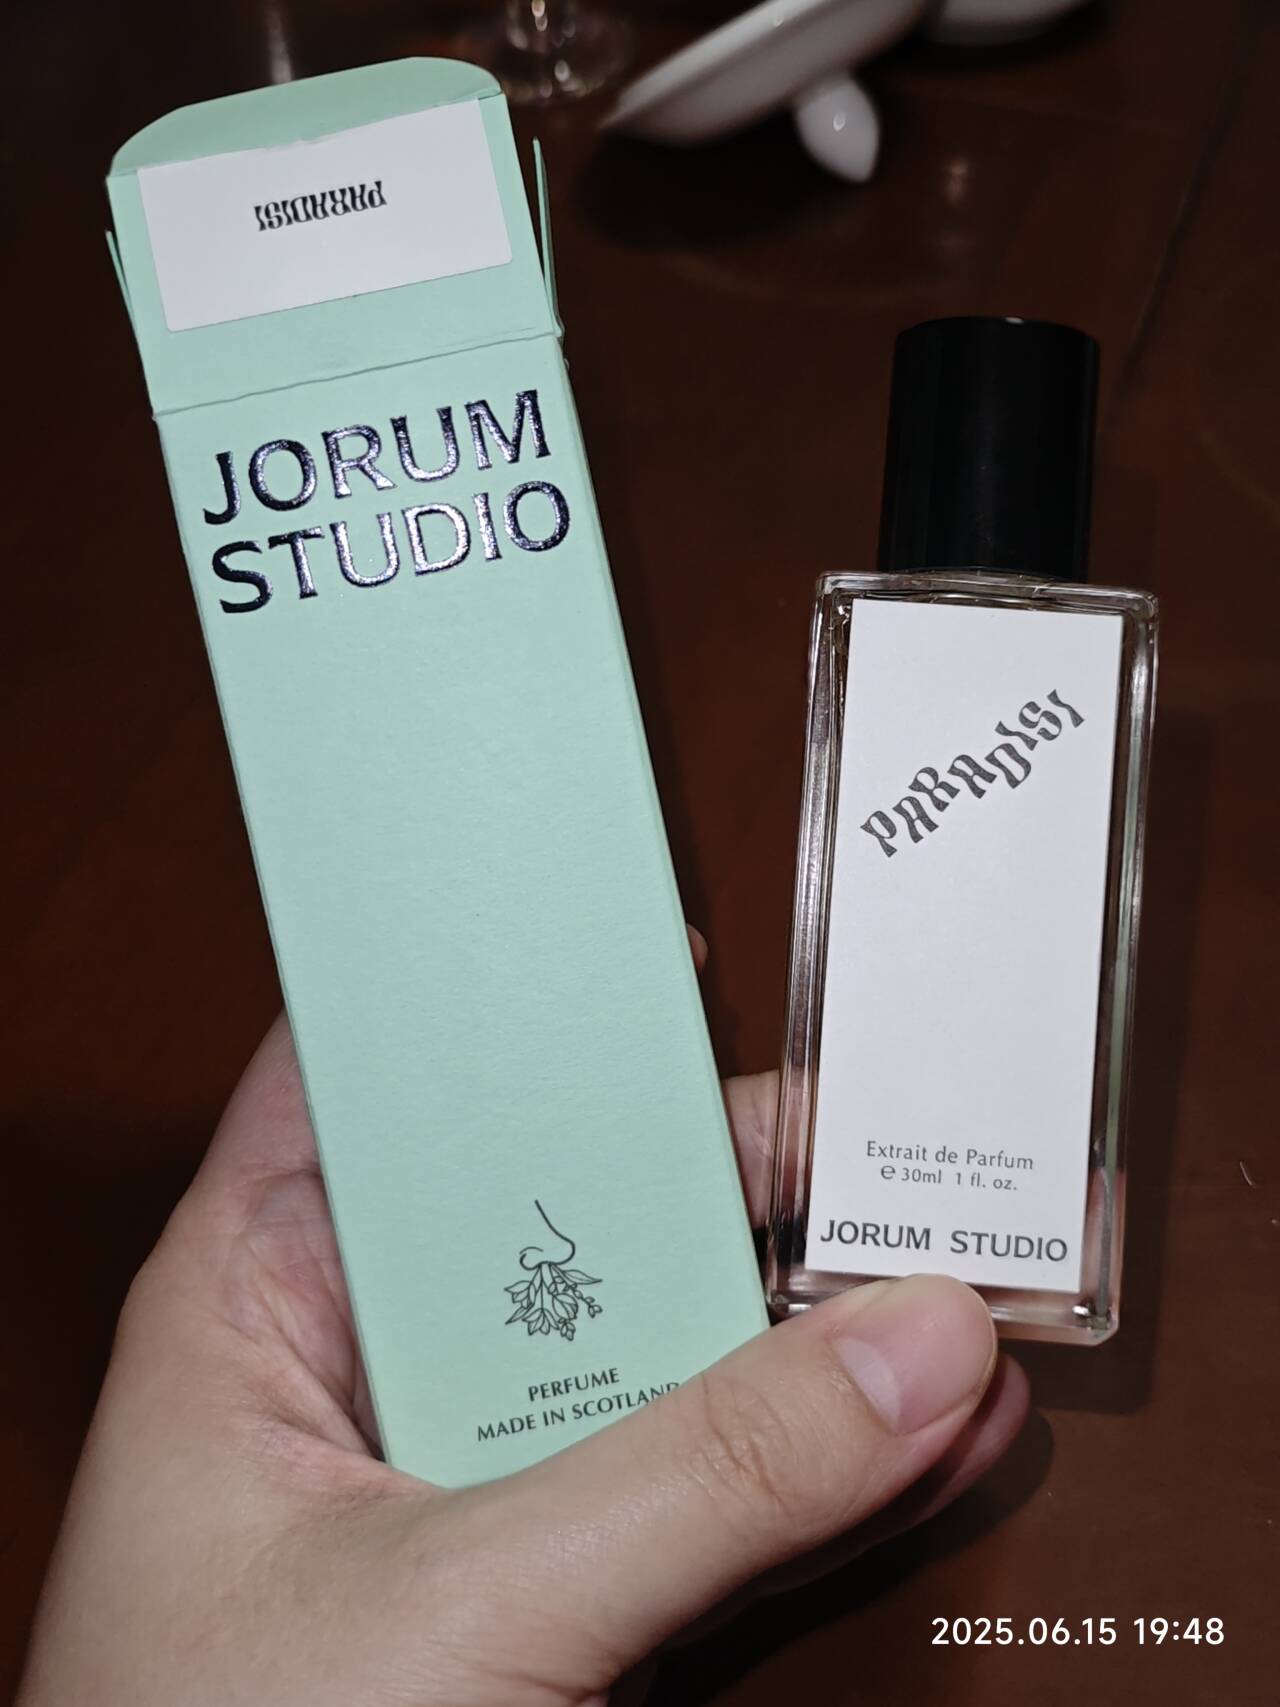 PARADISI
JORUM
STUDIO
PERFUME
MADE IN SCOTLAND
PARADISI
Extrait de Parfum
℮ 30ml 1 fl. oz.
JORUM STUDIO
2025.06.15 19:48